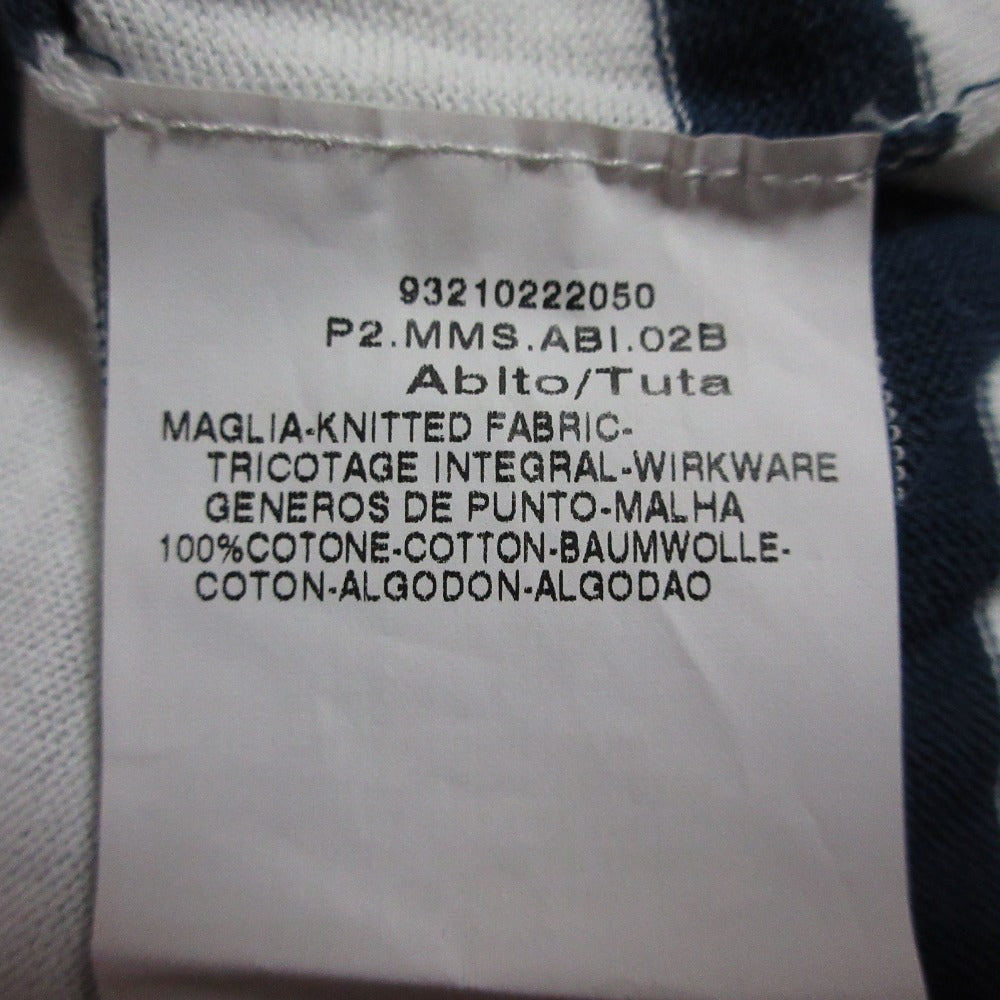 93210222050
P2.MMS.ABI.02B
Abito/Tuta
MAGLIA-KNITTED FABRIC-
TRICOTAGE INTEGRAL-WIRKWARE
GENEROS DE PUNTO-MALHA
100%COTONE-COTTON-BAUMWOLLE-
COTON-ALGODON-ALGODAO